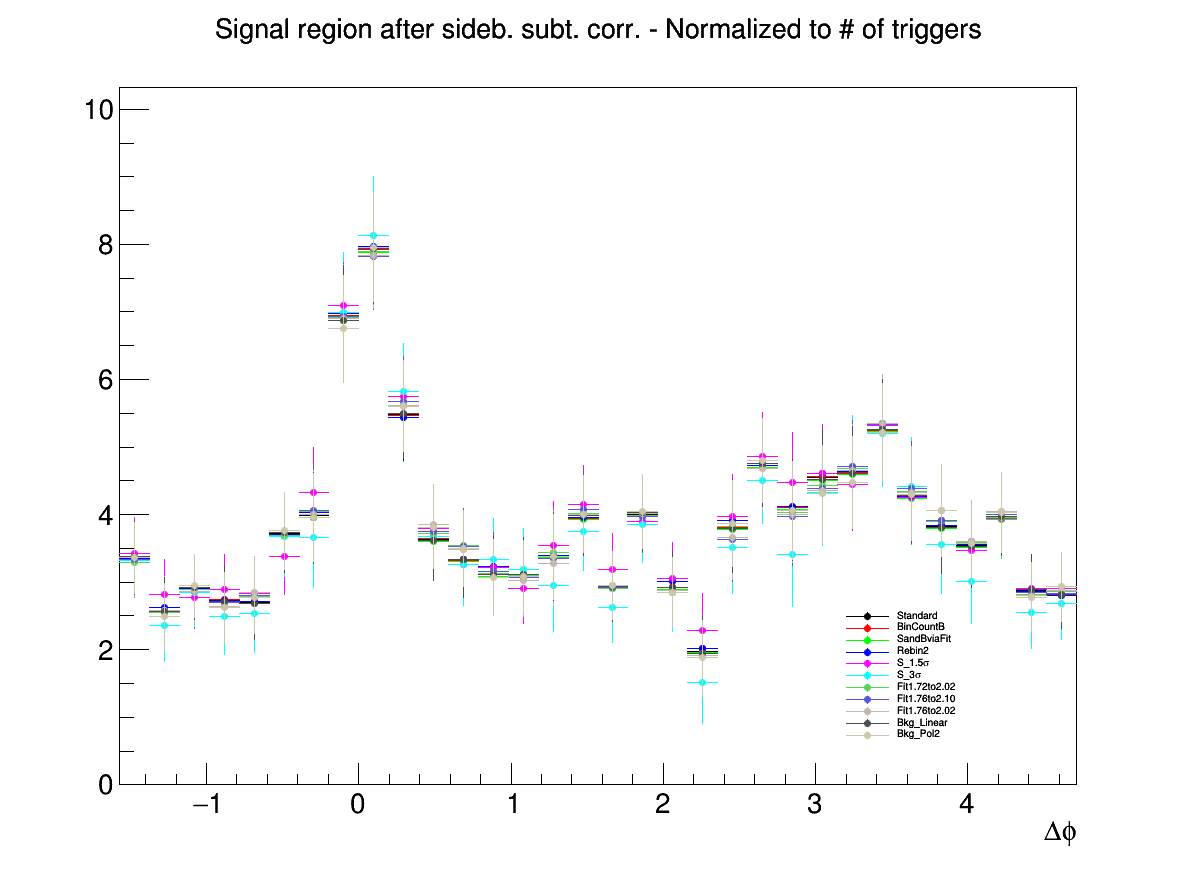 Signal region after sideb. subt. corr. - Normalized to # of triggers
10
8
6
4
2
0
Standard
BinCountB
SandBviaFit
Rebin2
S_1.5σ
S_3σ
Fit1.72to2.02
Fit1.76to2.10
Fit1.76to2.02
Bkg_Linear
Bkg_Pol2
−1 0 1 2 3 4
Δϕ